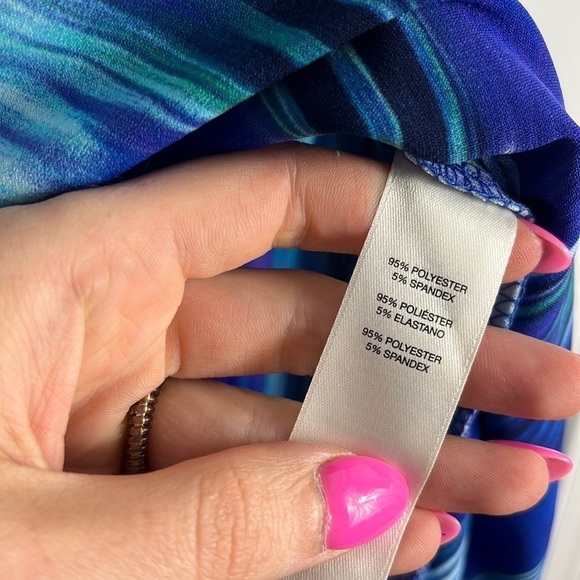 95% POLYESTER
5% SPANDEX
95% POLIÉSTER
5% ELASTANO
95% POLYESTER
5% SPANDEX